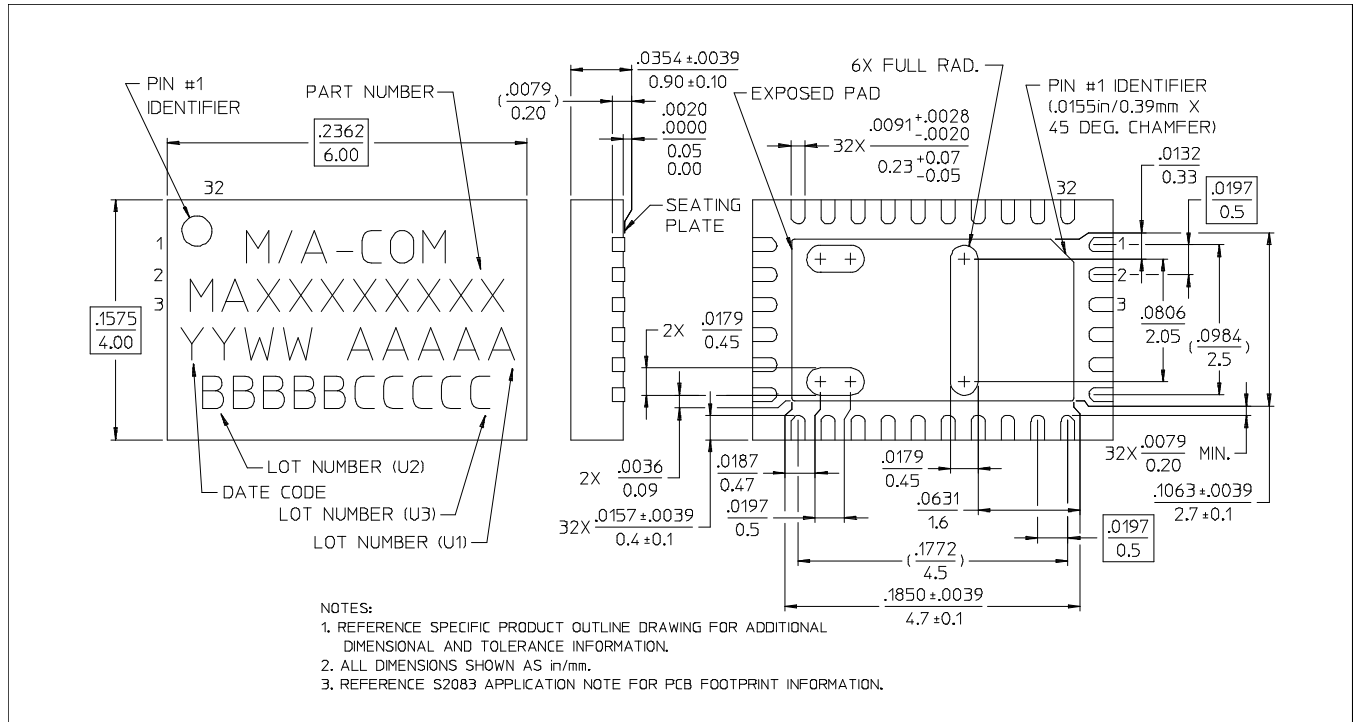 PIN #1
IDENTIFIER
PART NUMBER
.2362
6.00
32
1
2
3
.1575
4.00
M/A-COM
MAXXXXXXXXX
YYWW AAAAA
BBBBBCCCCC
LOT NUMBER (U2)
DATE CODE
LOT NUMBER (U3)
LOT NUMBER (U1)
.0354 ±.0039
0.90 ±0.10
(.0079)
0.20
.0020
.0000
0.05
0.00
SEATING
PLATE
EXPOSED PAD
6X FULL RAD.
32X .0091 +.0028
-.0020
0.23 +0.07
-0.05
PIN #1 IDENTIFIER
(.0155in/0.39mm X
45 DEG. CHAMFER)
32
.0132
0.33
.0197
0.5
1
2
3
.0806
2.05
(.0984)
2.5
2X .0179
0.45
2X .0036
0.09
32X .0157 ±.0039
0.4 ±0.1
.0187
0.47
.0197
0.5
.0179
0.45
.0631
1.6
32X .0079 MIN.
0.20
.1063 ±.0039
2.7 ±0.1
.0197
0.5
(.1772)
4.5
.1850 ±.0039
4.7 ±0.1
NOTES:
1. REFERENCE SPECIFIC PRODUCT OUTLINE DRAWING FOR ADDITIONAL
DIMENSIONAL AND TOLERANCE INFORMATION.
2. ALL DIMENSIONS SHOWN AS in/mm.
3. REFERENCE S2083 APPLICATION NOTE FOR PCB FOOTPRINT INFORMATION.